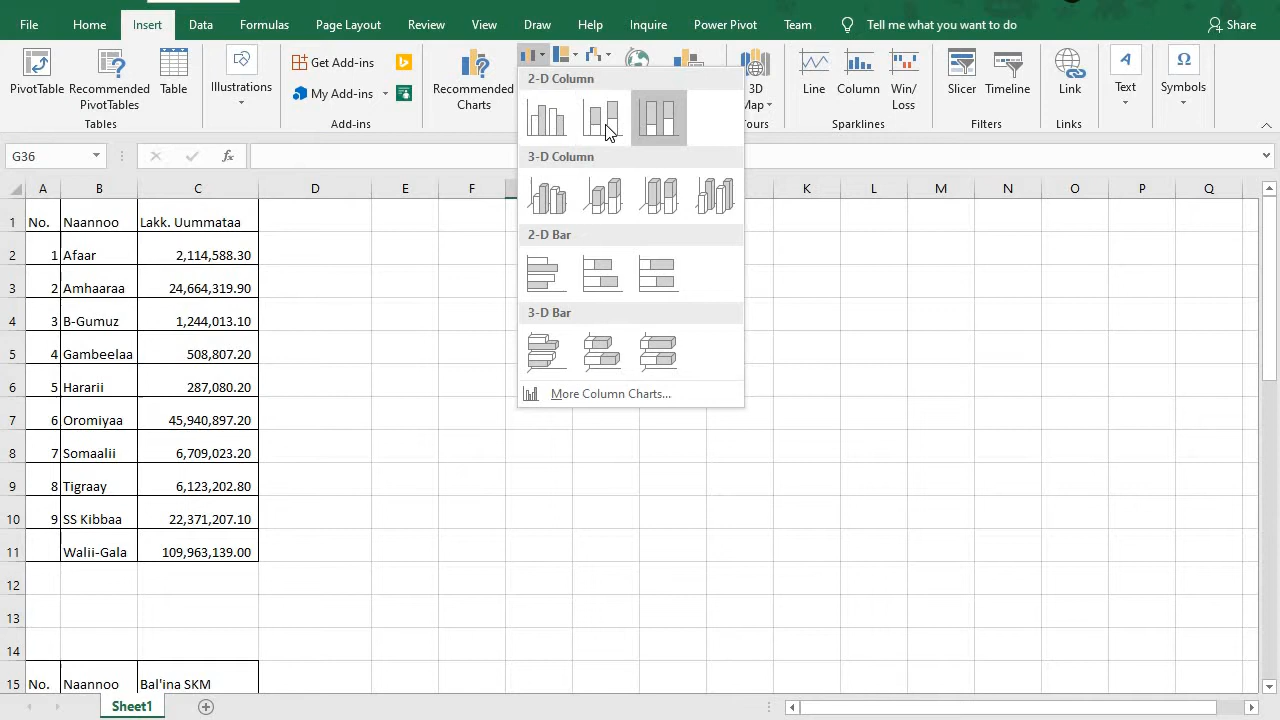 File Home Insert Data Formulas Page Layout Review View Draw Help Inquire Power Pivot Team Tell me what you want to do Share
PivotTable Recommended PivotTables Table
Tables
Illustrations
Get Add-ins
My Add-ins
Add-ins
Recommended Charts
3D Map
ours
Line Column Win/Loss
Sparklines
Slicer Timeline
Filters
Link
Links
Text
Symbols
2-D Column
3-D Column
2-D Bar
3-D Bar
More Column Charts...
G36
fx
A B C D E F K L M N O P Q
1 No. Naannoo Lakk. Uummataa
2 1 Afaar 2,114,588.30
3 2 Amhaaraa 24,664,319.90
4 3 B-Gumuz 1,244,013.10
5 4 Gambeelaa 508,807.20
6 5 Hararii 287,080.20
7 6 Oromiyaa 45,940,897.20
8 7 Somaalii 6,709,023.20
9 8 Tigraay 6,123,202.80
10 9 SS Kibbaa 22,371,207.10
11 Walii-Gala 109,963,139.00
12
13
14
15 No. Naannoo Bal'ina SKM
Sheet1